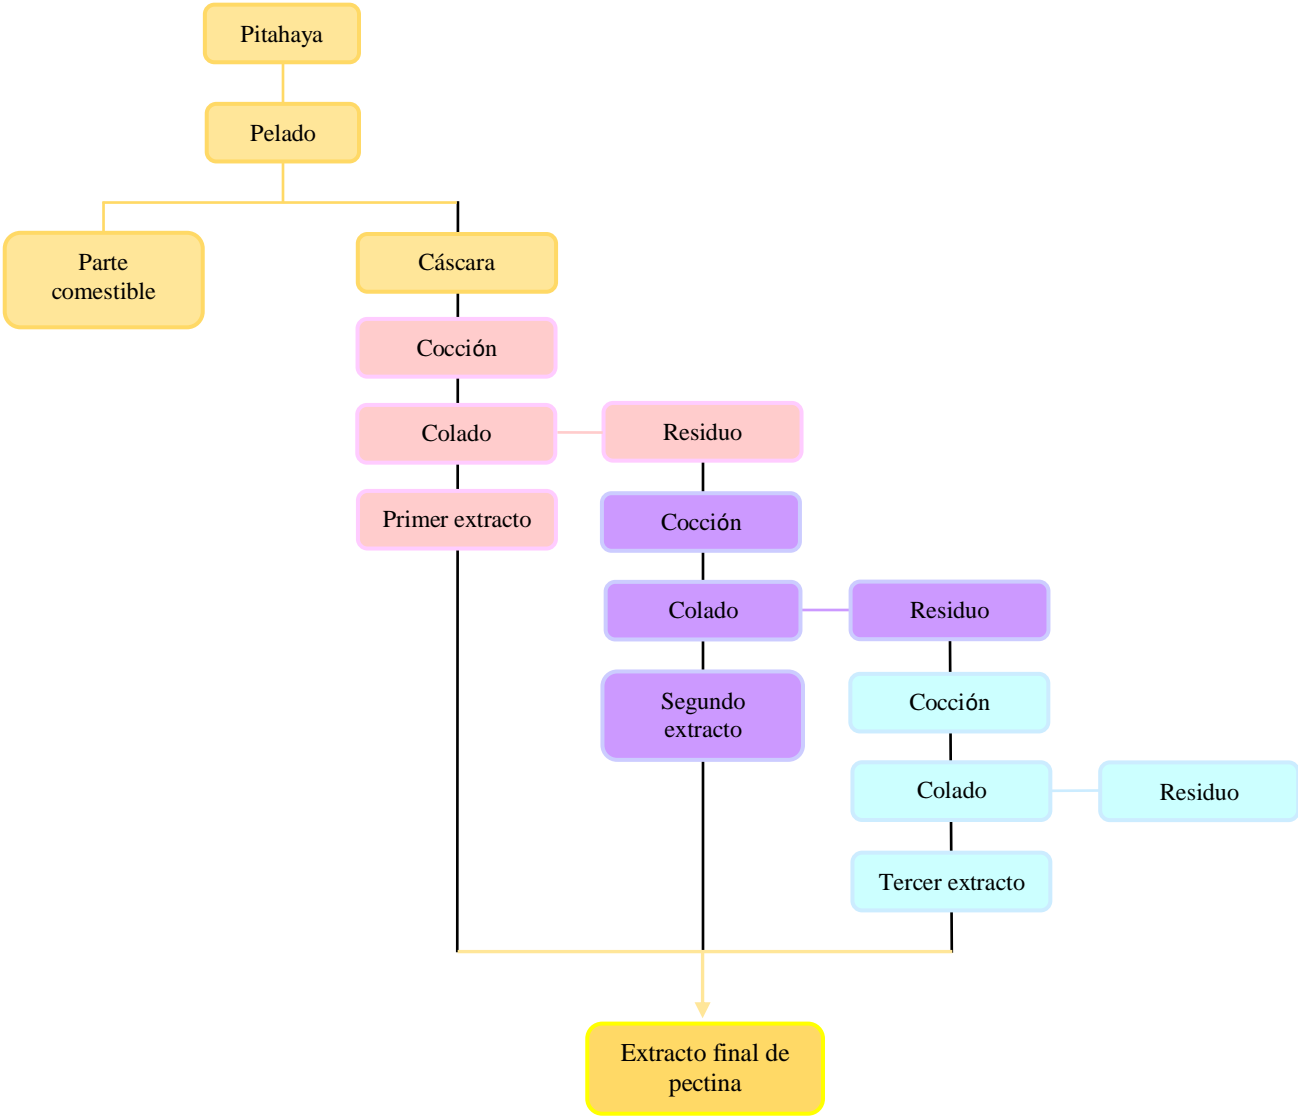 Pitahaya
Pelado
Parte
comestible
Cáscara
Cocción
Colado
Residuo
Primer extracto
Cocción
Colado
Residuo
Segundo
extracto
Cocción
Colado
Residuo
Tercer extracto
Extracto final de
pectina